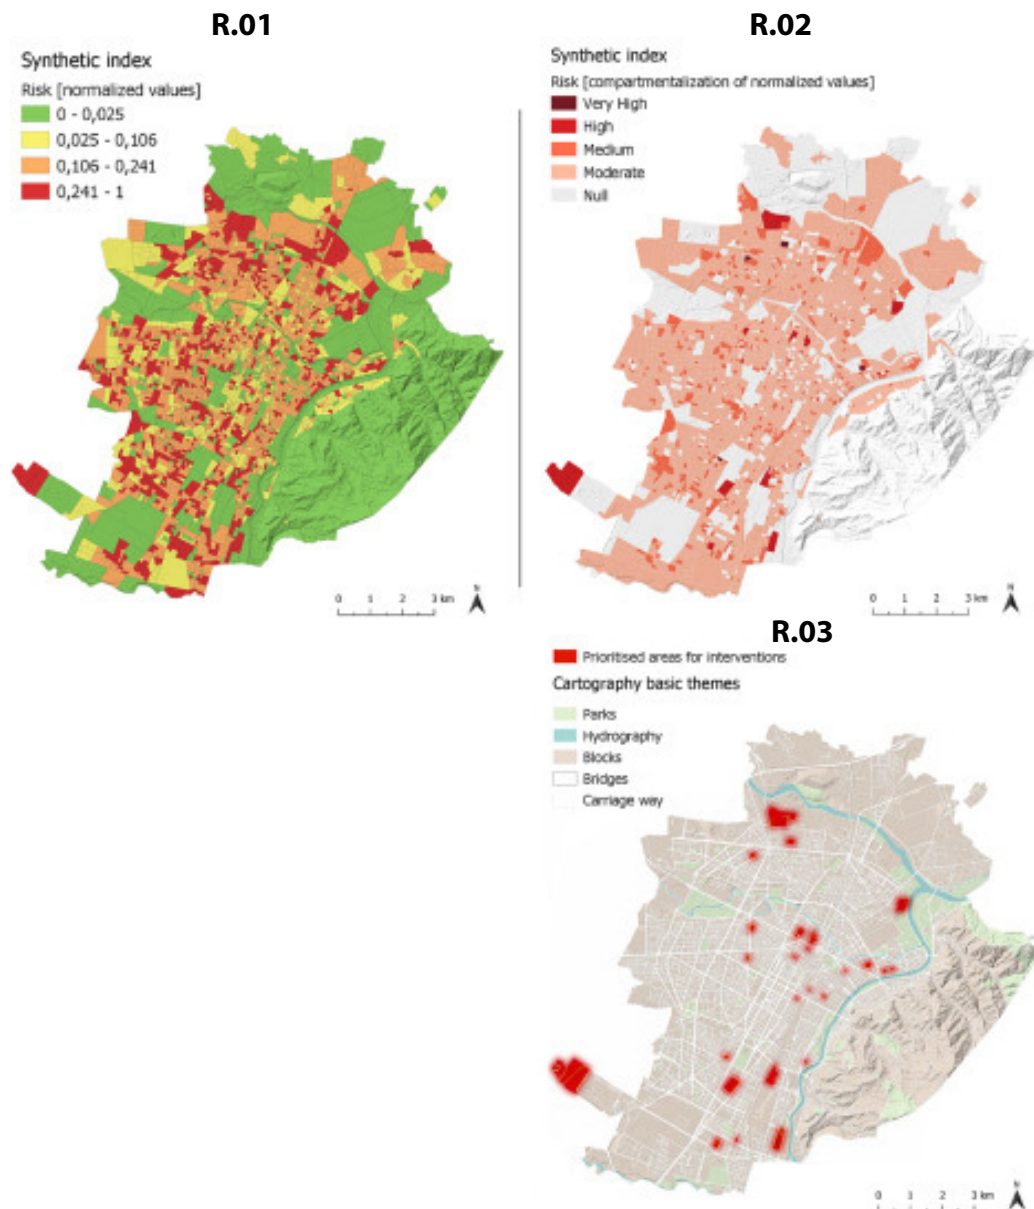 R.01
Synthetic index
Risk [normalized values]
0 - 0,025
0,025 - 0,106
0,106 - 0,241
0,241 - 1
N
0 1 2 3 km
R.02
Synthetic index
Risk [compartmentalization of normalized values]
Very High
High
Medium
Moderate
Null
N
0 1 2 3 km
R.03
Prioritised areas for interventions
Cartography basic themes
Parks
Hydrography
Blocks
Bridges
Carriage way
N
0 1 2 3 km